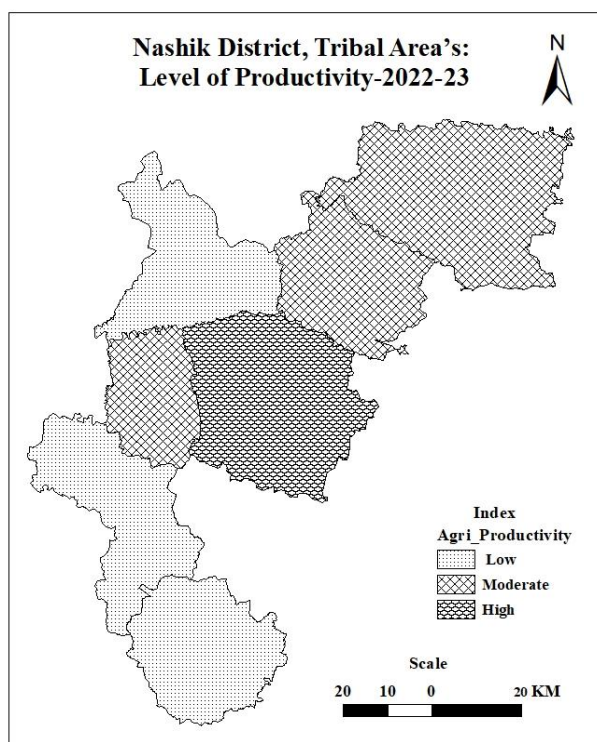 Nashik District, Tribal Area's:
Level of Productivity-2022-23
N
Index
Agri_Productivity
Low
Moderate
High
Scale
20 10 0 20 KM